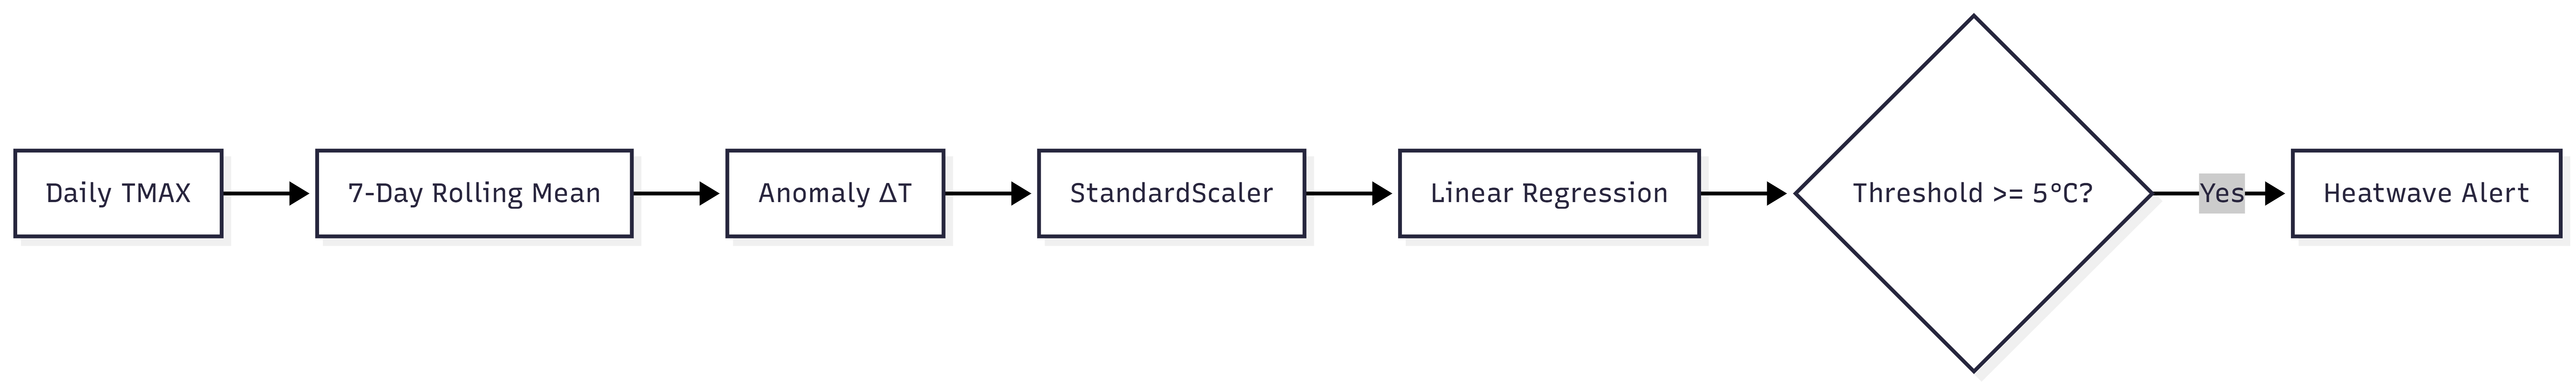 Daily TMAX
7-Day Rolling Mean
Anomaly ΔT
StandardScaler
Linear Regression
Threshold >= 5°C?
Yes
Heatwave Alert